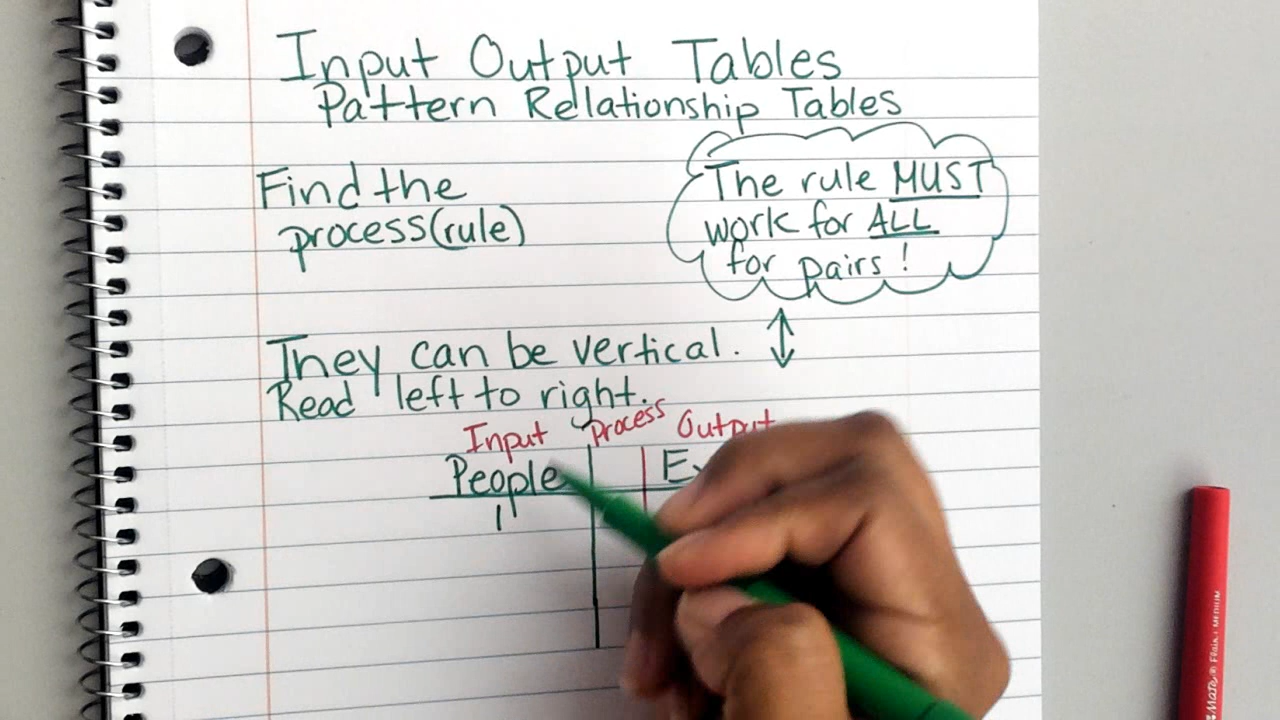 Input Output Tables
Pattern Relationship Tables
Find the
process(rule)
The rule MUST
work for ALL
for pairs!
They can be vertical.
Read left to right.
Input Process Output
People
1